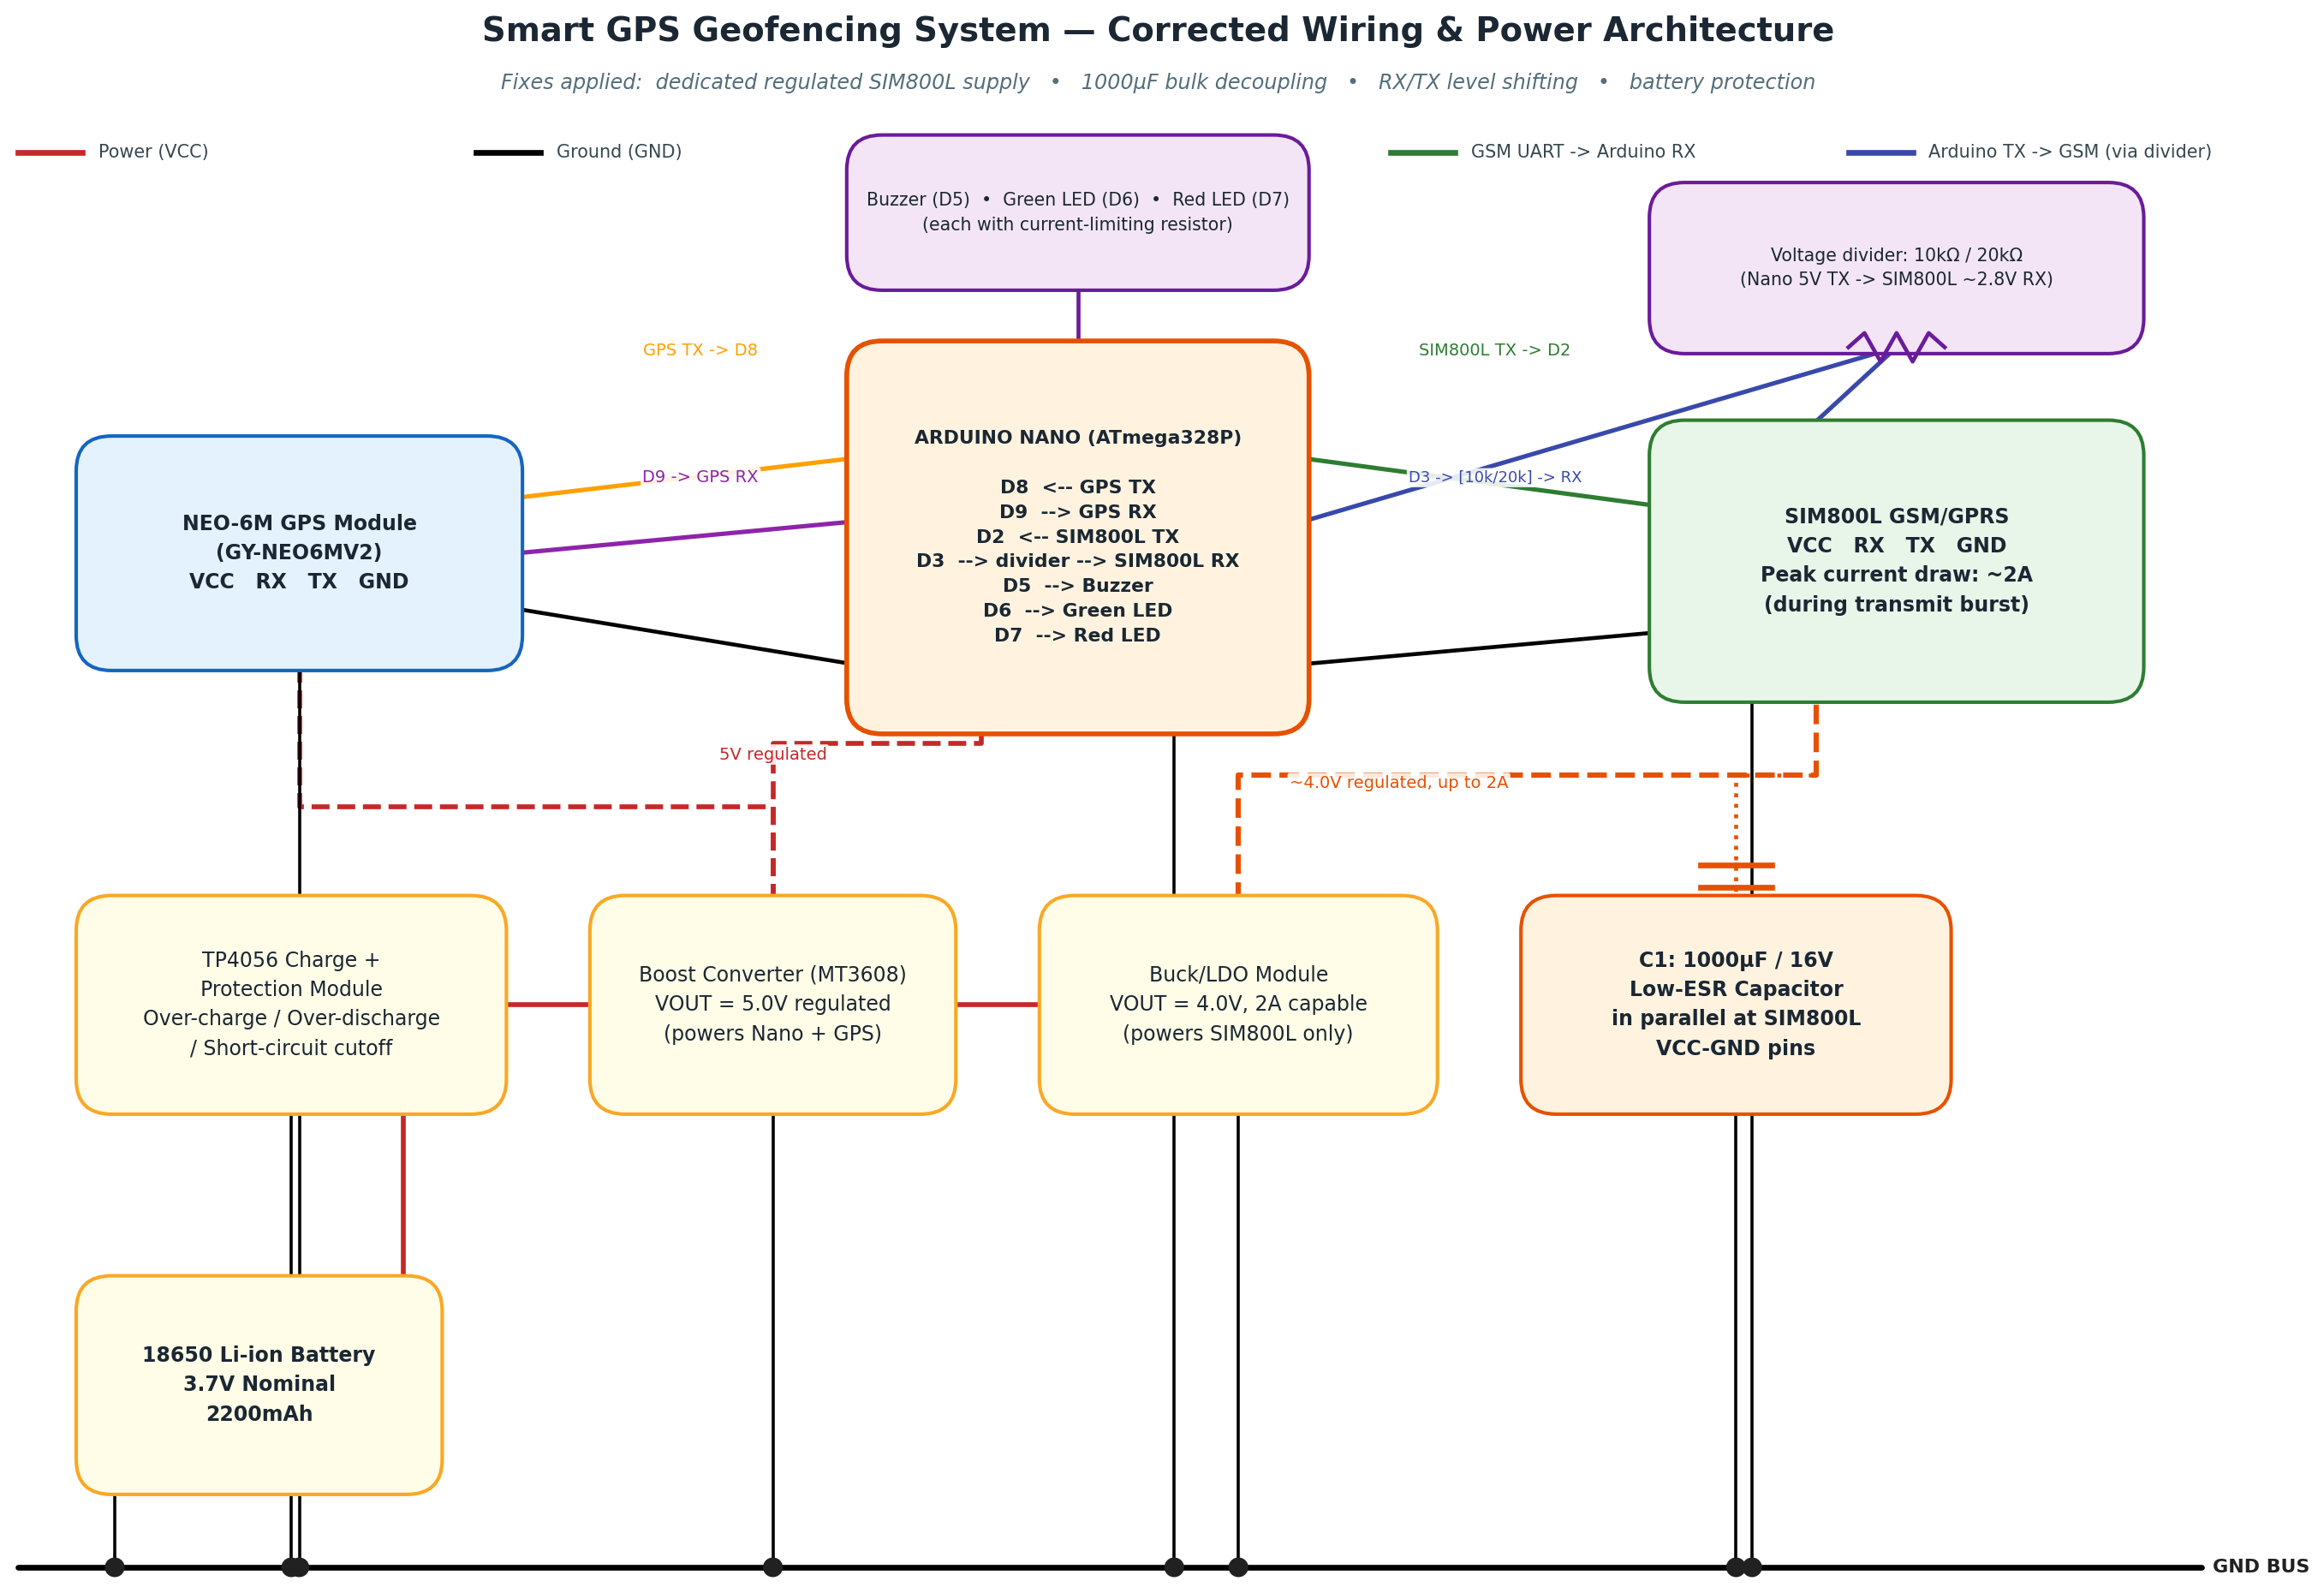 Smart GPS Geofencing System — Corrected Wiring & Power Architecture
Fixes applied:  dedicated regulated SIM800L supply   •   1000µF bulk decoupling   •   RX/TX level shifting   •   battery protection
Power (VCC)
Ground (GND)
GSM UART -> Arduino RX
Arduino TX -> GSM (via divider)
Buzzer (D5)  •  Green LED (D6)  •  Red LED (D7)
(each with current-limiting resistor)
Voltage divider: 10kΩ / 20kΩ
(Nano 5V TX -> SIM800L ~2.8V RX)
GPS TX -> D8
SIM800L TX -> D2
D9 -> GPS RX
D3 -> [10k/20k] -> RX
NEO-6M GPS Module
(GY-NEO6MV2)
VCC   RX   TX   GND
ARDUINO NANO (ATmega328P)
D8  <-- GPS TX
D9  --> GPS RX
D2  <-- SIM800L TX
D3  --> divider --> SIM800L RX
D5  --> Buzzer
D6  --> Green LED
D7  --> Red LED
SIM800L GSM/GPRS
VCC   RX   TX   GND
Peak current draw: ~2A
(during transmit burst)
5V regulated
~4.0V regulated, up to 2A
TP4056 Charge +
Protection Module
Over-charge / Over-discharge
/ Short-circuit cutoff
Boost Converter (MT3608)
VOUT = 5.0V regulated
(powers Nano + GPS)
Buck/LDO Module
VOUT = 4.0V, 2A capable
(powers SIM800L only)
C1: 1000µF / 16V
Low-ESR Capacitor
in parallel at SIM800L
VCC-GND pins
18650 Li-ion Battery
3.7V Nominal
2200mAh
GND BUS